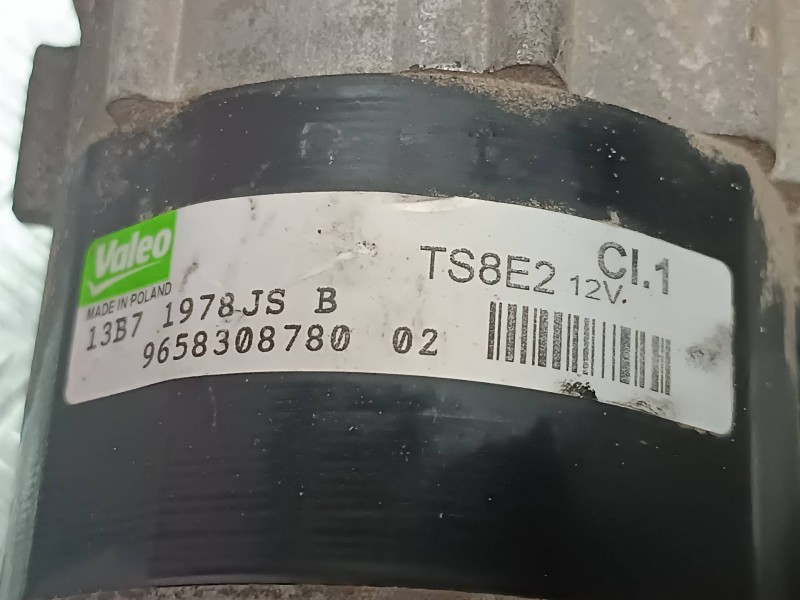 Valeo
MADE IN POLAND
TS8E2 12V. Cl.1
13B7 1978JS B
9658308780 02